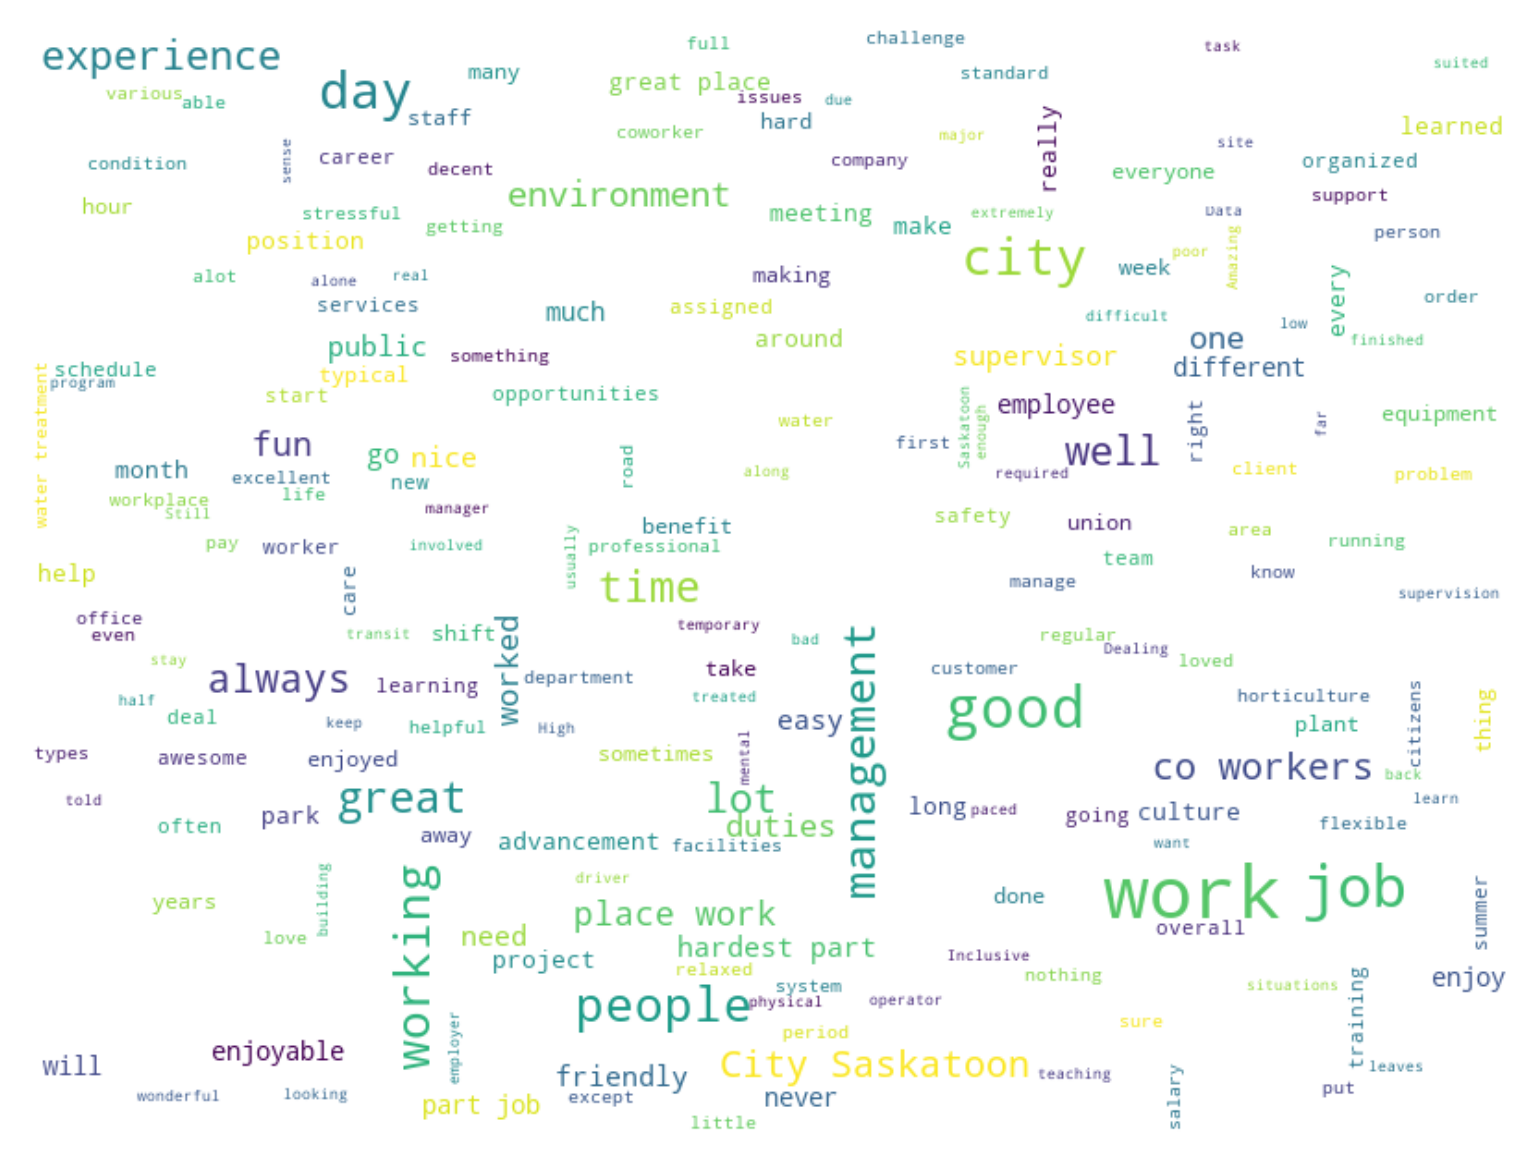 full
challenge
task
experience
day
many
great place
standard
suited
various
able
staff
issues
due
hard
coworker
major
really
learned
site
condition
sense
career
decent
company
organized
everyone
support
hour
environment
stressful
getting
meeting
make
extremely
Data
person
position
city
week
poor
Amazing
alot
alone
real
making
every
order
services
much
assigned
difficult
low
finished
public
something
around
one
supervisor
different
schedule
program
typical
start
opportunities
water treatment
employee
Saskatoon
enough
right
far
equipment
water
fun
go
nice
first
well
month
excellent
new
road
along
required
client
problem
workplace
life
Still
manager
safety
union
benefit
area
running
pay
worker
involved
usually
professional
team
help
care
time
manage
know
supervision
office
even
transit
shift
worked
temporary
bad
management
regular
Dealing
loved
stay
always
learning
department
take
customer
half
deal
keep
helpful
High
treated
easy
good
horticulture
plant
citizens
thing
types
awesome
enjoyed
sometimes
mental
co workers
back
told
park
great
lot
long
paced
going
culture
learn
flexible
often
away
advancement
facilities
duties
want
years
building
working
driver
work
job
done
summer
love
need
place work
overall
project
hardest part
Inclusive
relaxed
nothing
system
situations
enjoy
people
physical
operator
training
period
sure
will
enjoyable
employer
friendly
City Saskatoon
teaching
leaves
wonderful
looking
part job
except
never
salary
put
little